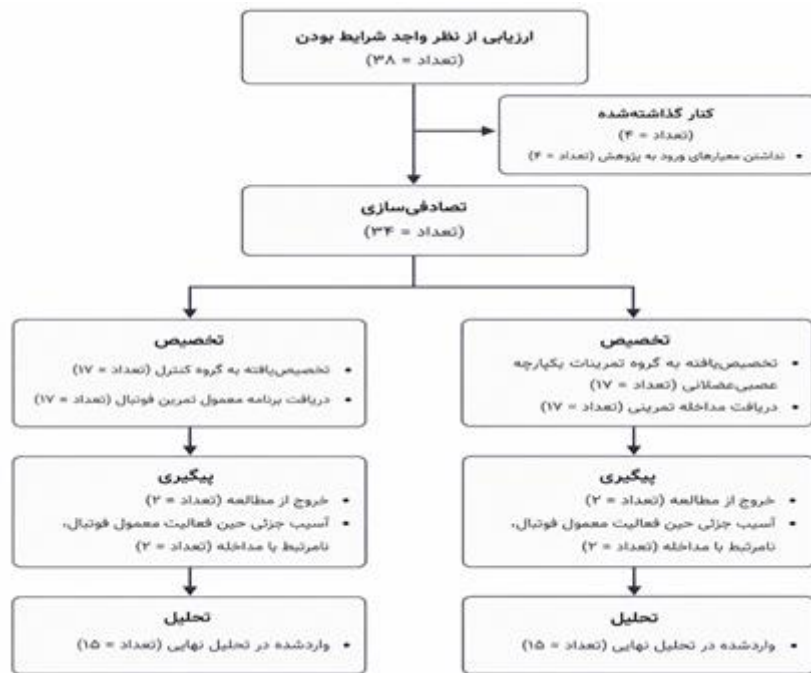 ارزیابی از نظر واجد شرایط بودن
(تعداد = ۳۸)
کنار گذاشته‌شده
(تعداد = ۴)
• نداشتن معیارهای ورود به پژوهش (تعداد = ۴)
تصادفی‌سازی
(تعداد = ۳۴)
تخصیص
• تخصیص‌یافته به گروه تمرینات یکپارچه
عصبی‌عضلانی (تعداد = ۱۷)
• دریافت مداخله تمرینی (تعداد = ۱۷)
تخصیص
• تخصیص‌یافته به گروه کنترل (تعداد = ۱۷)
• دریافت برنامه معمول تمرین فوتبال (تعداد = ۱۷)
پیگیری
• خروج از مطالعه (تعداد = ۲)
• آسیب جزئی حین فعالیت معمول فوتبال،
نامرتبط با مداخله (تعداد = ۲)
پیگیری
• خروج از مطالعه (تعداد = ۲)
• آسیب جزئی حین فعالیت معمول فوتبال،
نامرتبط با مداخله (تعداد = ۲)
تحلیل
• واردشده در تحلیل نهایی (تعداد = ۱۵)
تحلیل
• واردشده در تحلیل نهایی (تعداد = ۱۵)